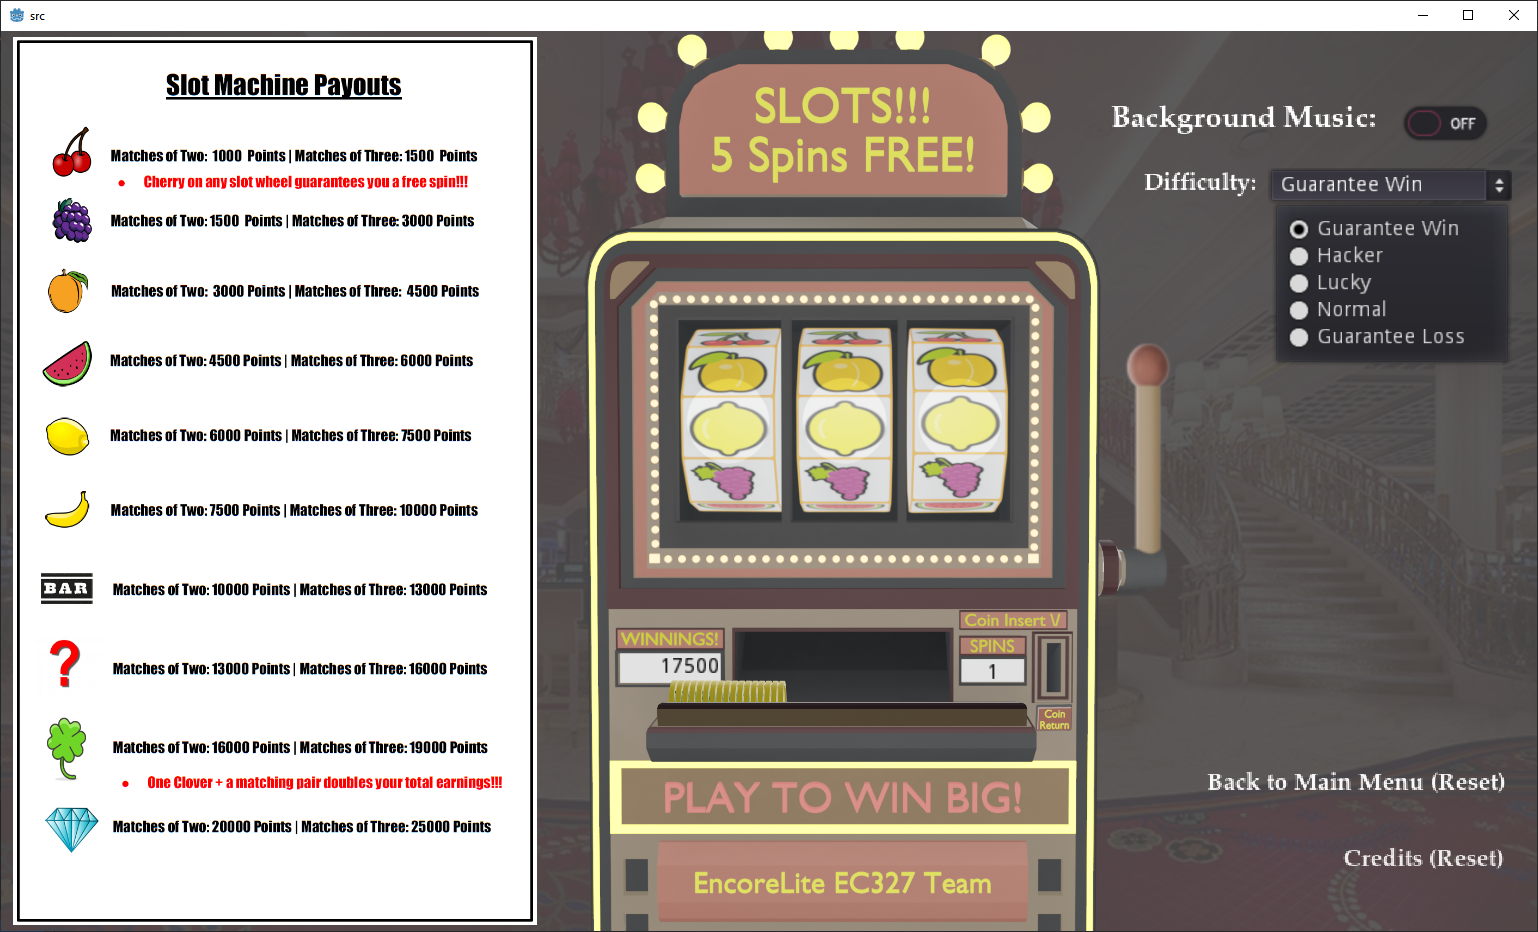 src
Slot Machine Payouts
Matches of Two: 1000 Points | Matches of Three: 1500 Points
• Cherry on any slot wheel guarantees you a free spin!!!
Matches of Two: 1500 Points | Matches of Three: 3000 Points
Matches of Two: 3000 Points | Matches of Three: 4500 Points
Matches of Two: 4500 Points | Matches of Three: 6000 Points
Matches of Two: 6000 Points | Matches of Three: 7500 Points
Matches of Two: 7500 Points | Matches of Three: 10000 Points
BAR
Matches of Two: 10000 Points | Matches of Three: 13000 Points
?
Matches of Two: 13000 Points | Matches of Three: 16000 Points
Matches of Two: 16000 Points | Matches of Three: 19000 Points
• One Clover + a matching pair doubles your total earnings!!!
Matches of Two: 20000 Points | Matches of Three: 25000 Points
SLOTS!!!
5 Spins FREE!
WINNINGS!
17500
Coin Insert V
SPINS
1
Coin
Return
PLAY TO WIN BIG!
EncoreLite EC327 Team
Background Music: OFF
Difficulty: Guarantee Win
Guarantee Win
Hacker
Lucky
Normal
Guarantee Loss
Back to Main Menu (Reset)
Credits (Reset)